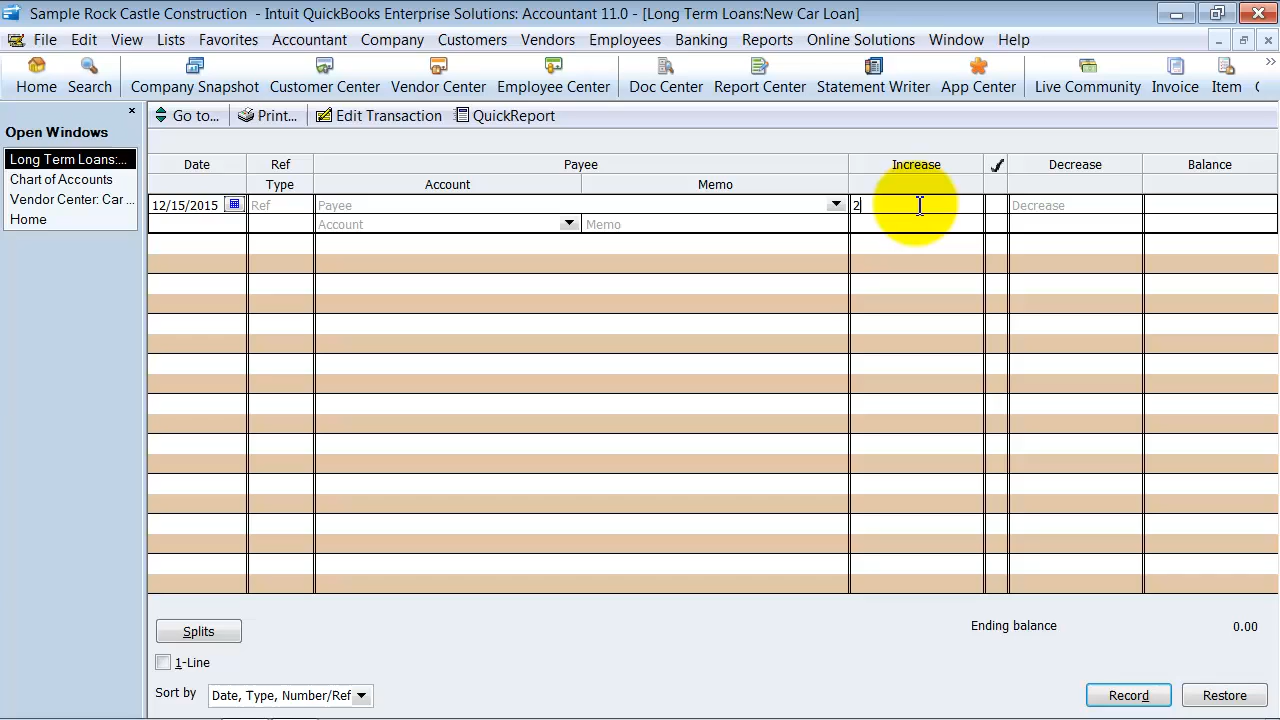 Sample Rock Castle Construction - Intuit QuickBooks Enterprise Solutions: Accountant 11.0 - [Long Term Loans:New Car Loan]
File Edit View Lists Favorites Accountant Company Customers Vendors Employees Banking Reports Online Solutions Window Help
Home Search Company Snapshot Customer Center Vendor Center Employee Center Doc Center Report Center Statement Writer App Center Live Community Invoice Item
Go to... Print... Edit Transaction QuickReport
Open Windows
Long Term Loans:...
Chart of Accounts
Vendor Center: Car ...
Home
Date Ref Payee Increase ✓ Decrease Balance
Type Account Memo
12/15/2015 Ref Payee 2 Decrease
Account Memo
Splits
Ending balance 0.00
1-Line
Sort by Date, Type, Number/Ref
Record Restore